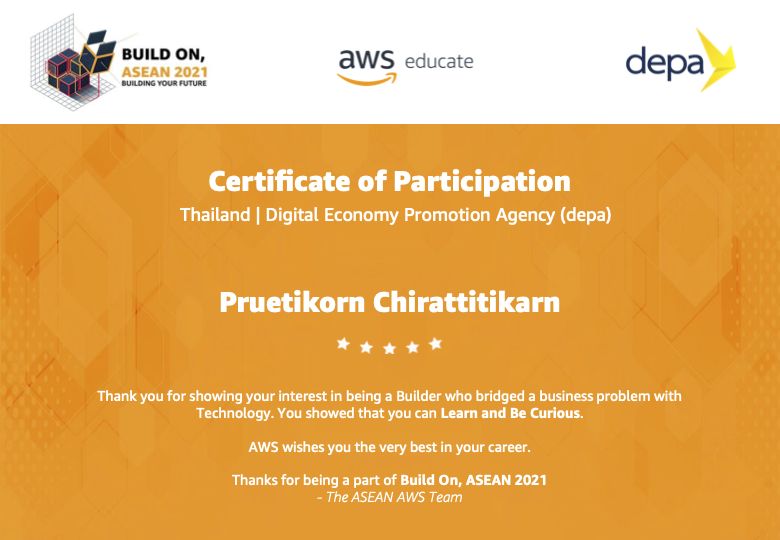 BUILD ON,
ASEAN 2021
BUILDING YOUR FUTURE
aws educate
depa
Certificate of Participation
Thailand | Digital Economy Promotion Agency (depa)
Pruetikorn Chirattitikarn
Thank you for showing your interest in being a Builder who bridged a business problem with
Technology. You showed that you can Learn and Be Curious.
AWS wishes you the very best in your career.
Thanks for being a part of Build On, ASEAN 2021
- The ASEAN AWS Team